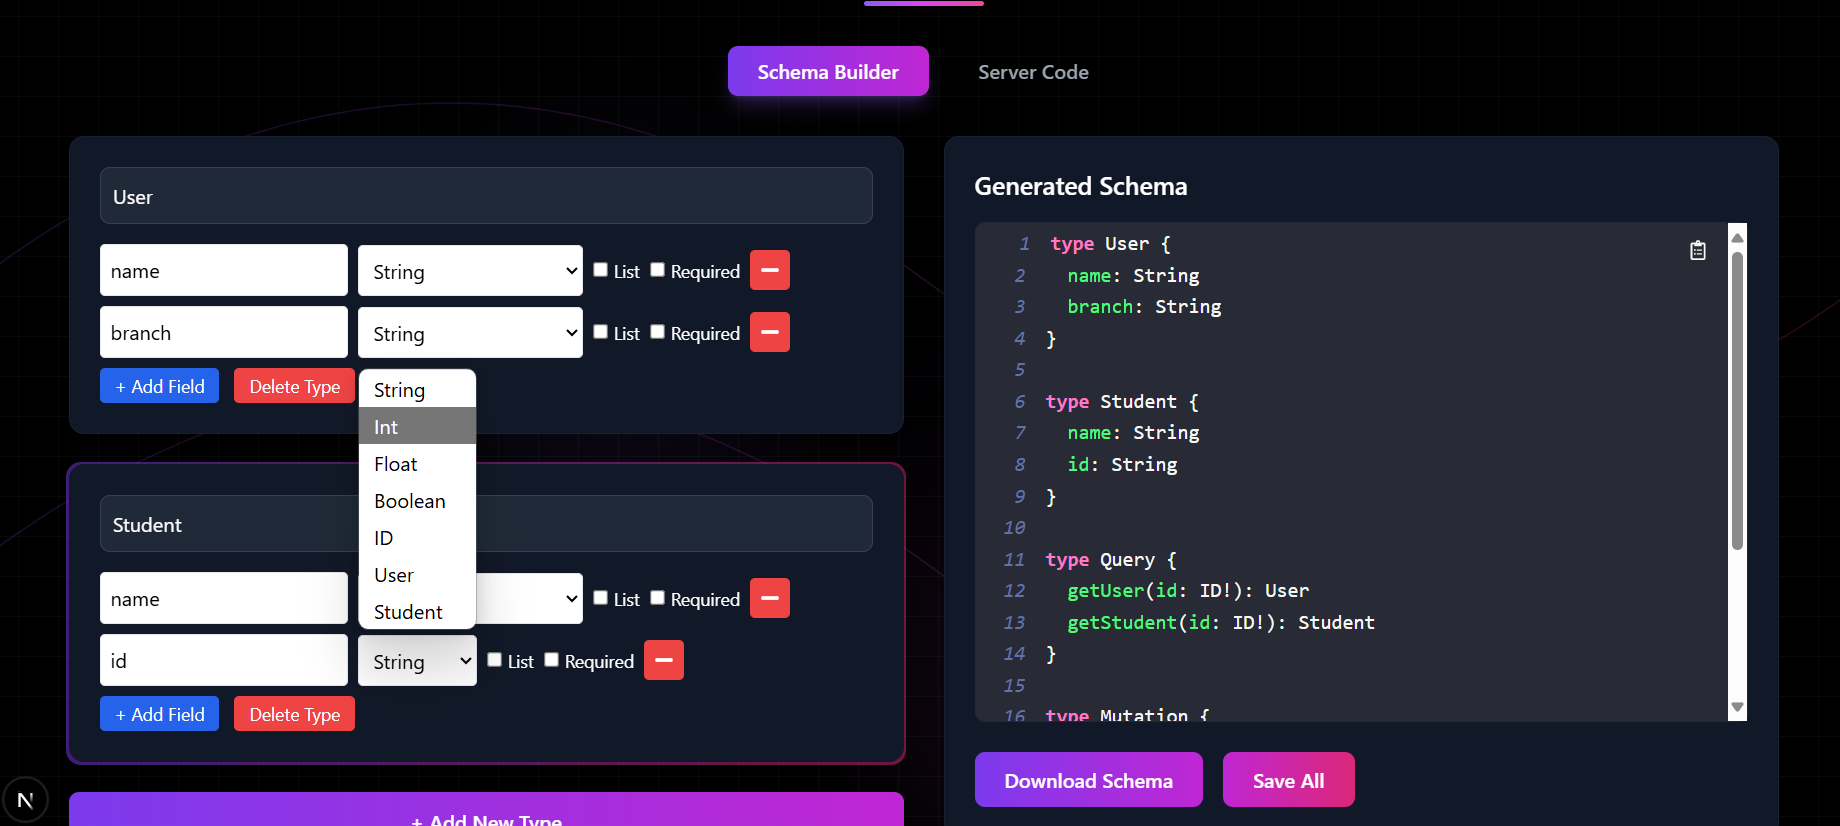 Schema Builder
Server Code
User
name
String
List
Required
branch
String
List
Required
+ Add Field
Delete Type
String
Int
Float
Boolean
ID
User
Student
Student
name
List
Required
id
String
List
Required
+ Add Field
Delete Type
N
+ Add New Type
Generated Schema
1 type User {
2 name: String
3 branch: String
4 }
5
6 type Student {
7 name: String
8 id: String
9 }
10
11 type Query {
12 getUser(id: ID!): User
13 getStudent(id: ID!): Student
14 }
15
16 type Mutation {
Download Schema
Save All